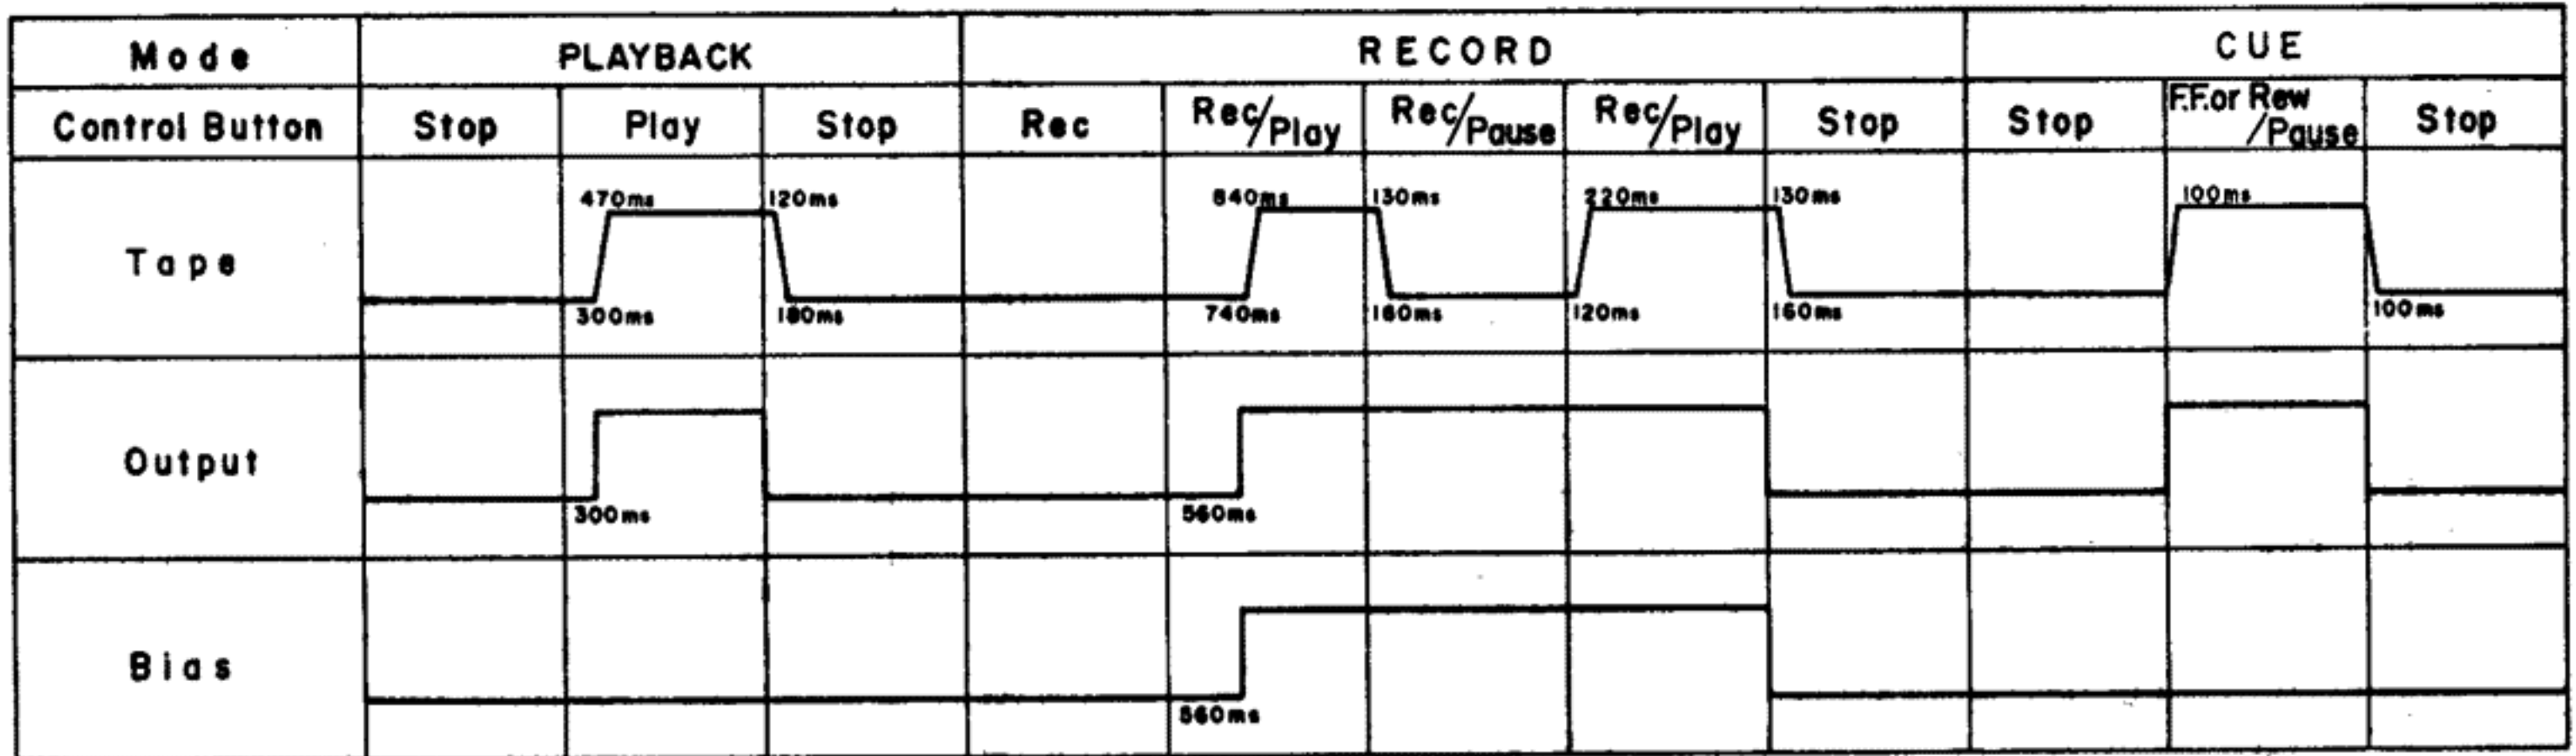 Mode PLAYBACK RECORD CUE
Control Button Stop Play Stop Rec Rec/Play Rec/Pause Rec/Play Stop Stop F.F.or Rew/Pause Stop
470ms 120ms 840ms 130ms 220ms 130ms 100ms
Tape
300ms 180ms 740ms 160ms 120ms 160ms 100ms
Output
300ms 560ms
Bias
560ms